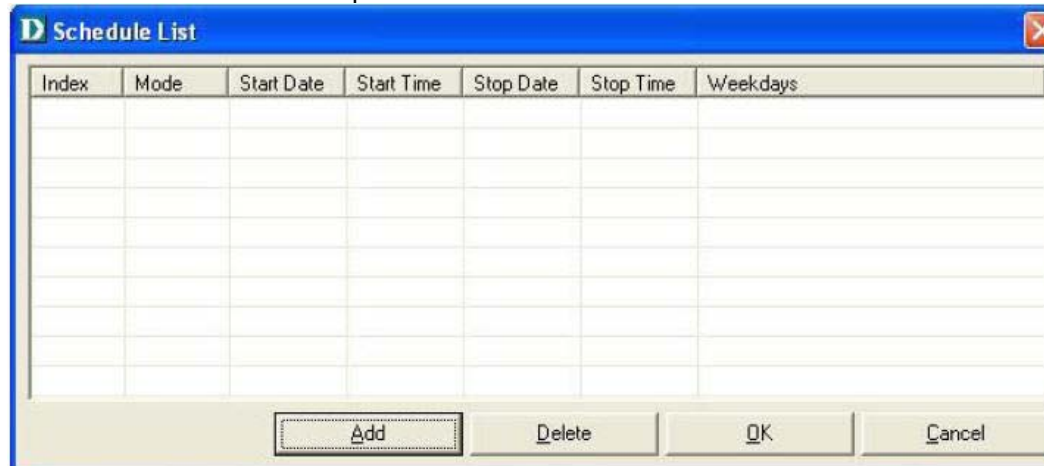 D Schedule List
Index Mode Start Date Start Time Stop Date Stop Time Weekdays
Add Delete OK Cancel